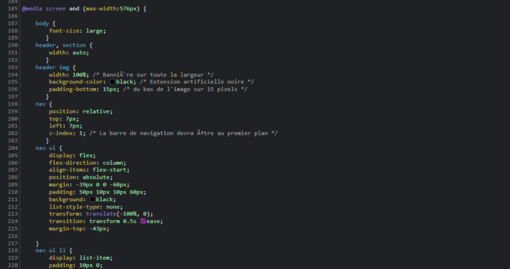 184
185 @media screen and (max-width:576px) {
186
187 body {
188 font-size: large;
189 }
190 header, section {
191 width: auto;
192 }
193 header img {
194 width: 100%; /* BanniÃ¨re sur toute la largeur */
195 background-color: black; /* Extension artificielle noire */
196 padding-bottom: 15px; /* du bas de l'image sur 15 pixels */
197 }
198 nav {
199 position: relative;
200 top: 7px;
201 left: 7px;
202 z-index: 1; /* La barre de navigation devra Ãªtre au premier plan */
203 }
204 nav ul {
205 display: flex;
206 flex-direction: column;
207 align-items: flex-start;
208 position: absolute;
209 margin: -39px 0 0 -60px;
210 padding: 50px 10px 10px 60px;
211 background: black;
212 list-style-type: none;
213 transform: translate(-100%, 0);
214 transition: transform 0.5s ease;
215 margin-top: -43px;
216
217 }
218 nav ul li {
219 display: list-item;
220 padding: 10px 0;